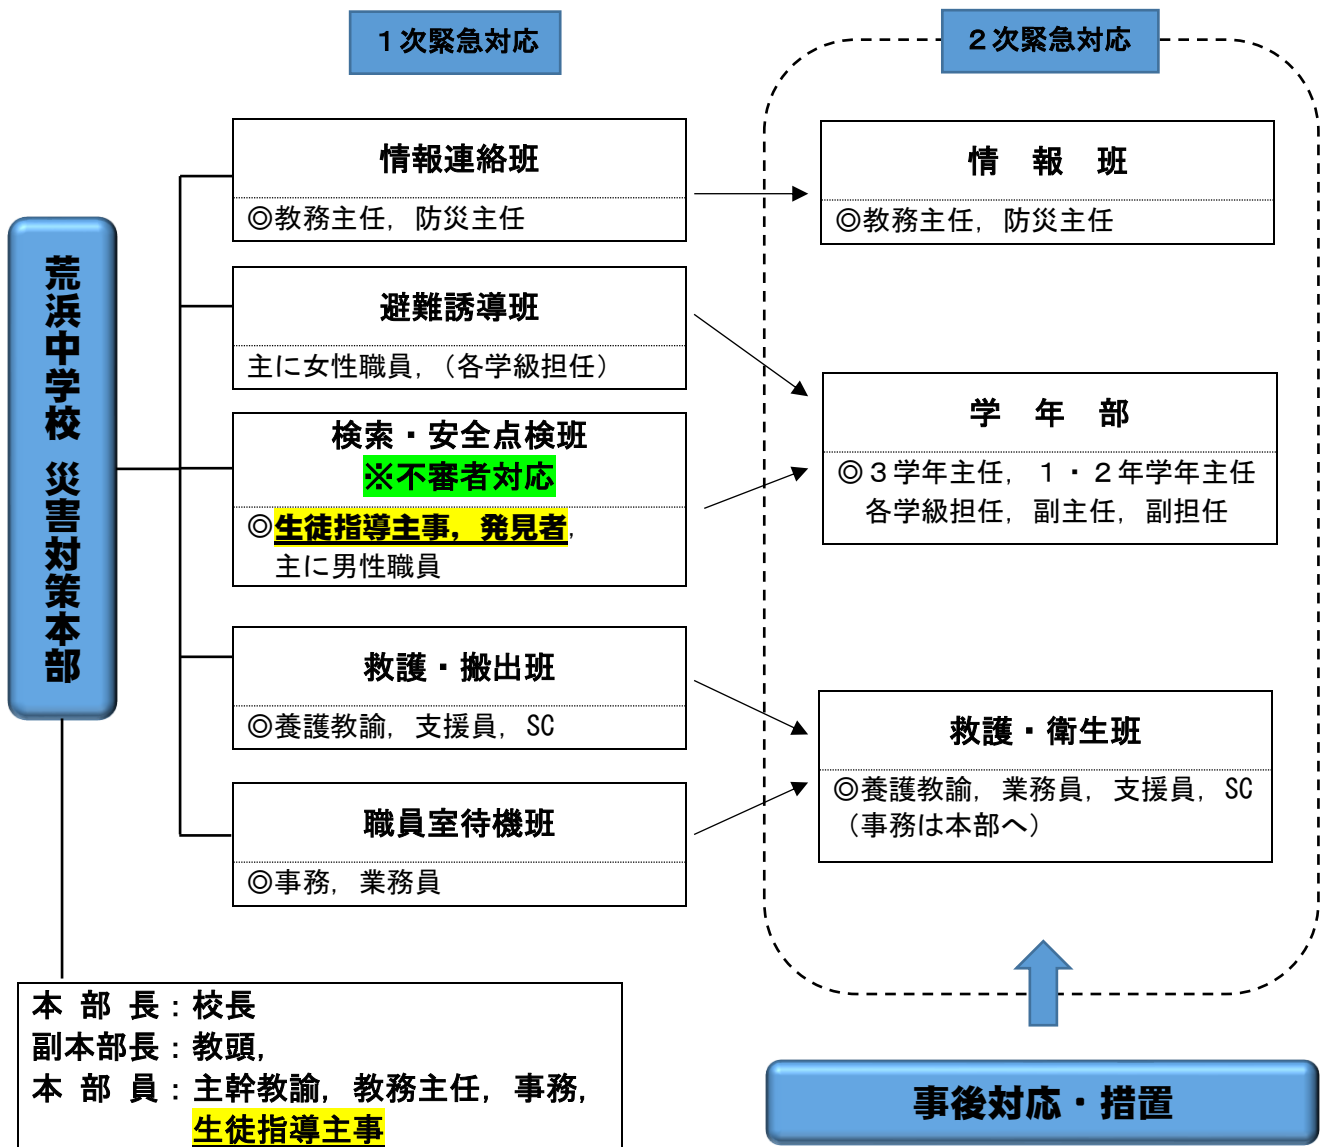 １次緊急対応
２次緊急対応
荒浜中学校 災害対策本部
情報連絡班
◎教務主任，防災主任
避難誘導班
主に女性職員，（各学級担任）
検索・安全点検班
※不審者対応
◎生徒指導主事，発見者，
主に男性職員
救護・搬出班
◎養護教諭，支援員，SC
職員室待機班
◎事務，業務員
情　報　班
◎教務主任，防災主任
学　年　部
◎３学年主任，１・２年学年主任
各学級担任，副主任，副担任
救護・衛生班
◎養護教諭，業務員，支援員，SC
（事務は本部へ）
本 部 長：校長
副本部長：教頭，
本 部 員：主幹教諭，教務主任，事務，
生徒指導主事
事後対応・措置